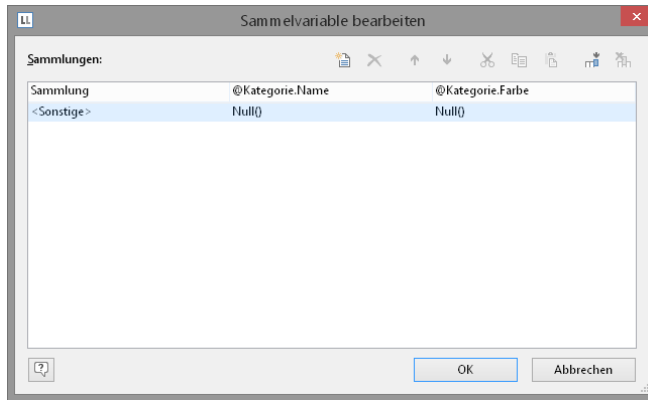 LL
Sammelvariable bearbeiten
Sammlungen:
Sammlung @Kategorie.Name @Kategorie.Farbe
<Sonstige> Null() Null()
OK Abbrechen